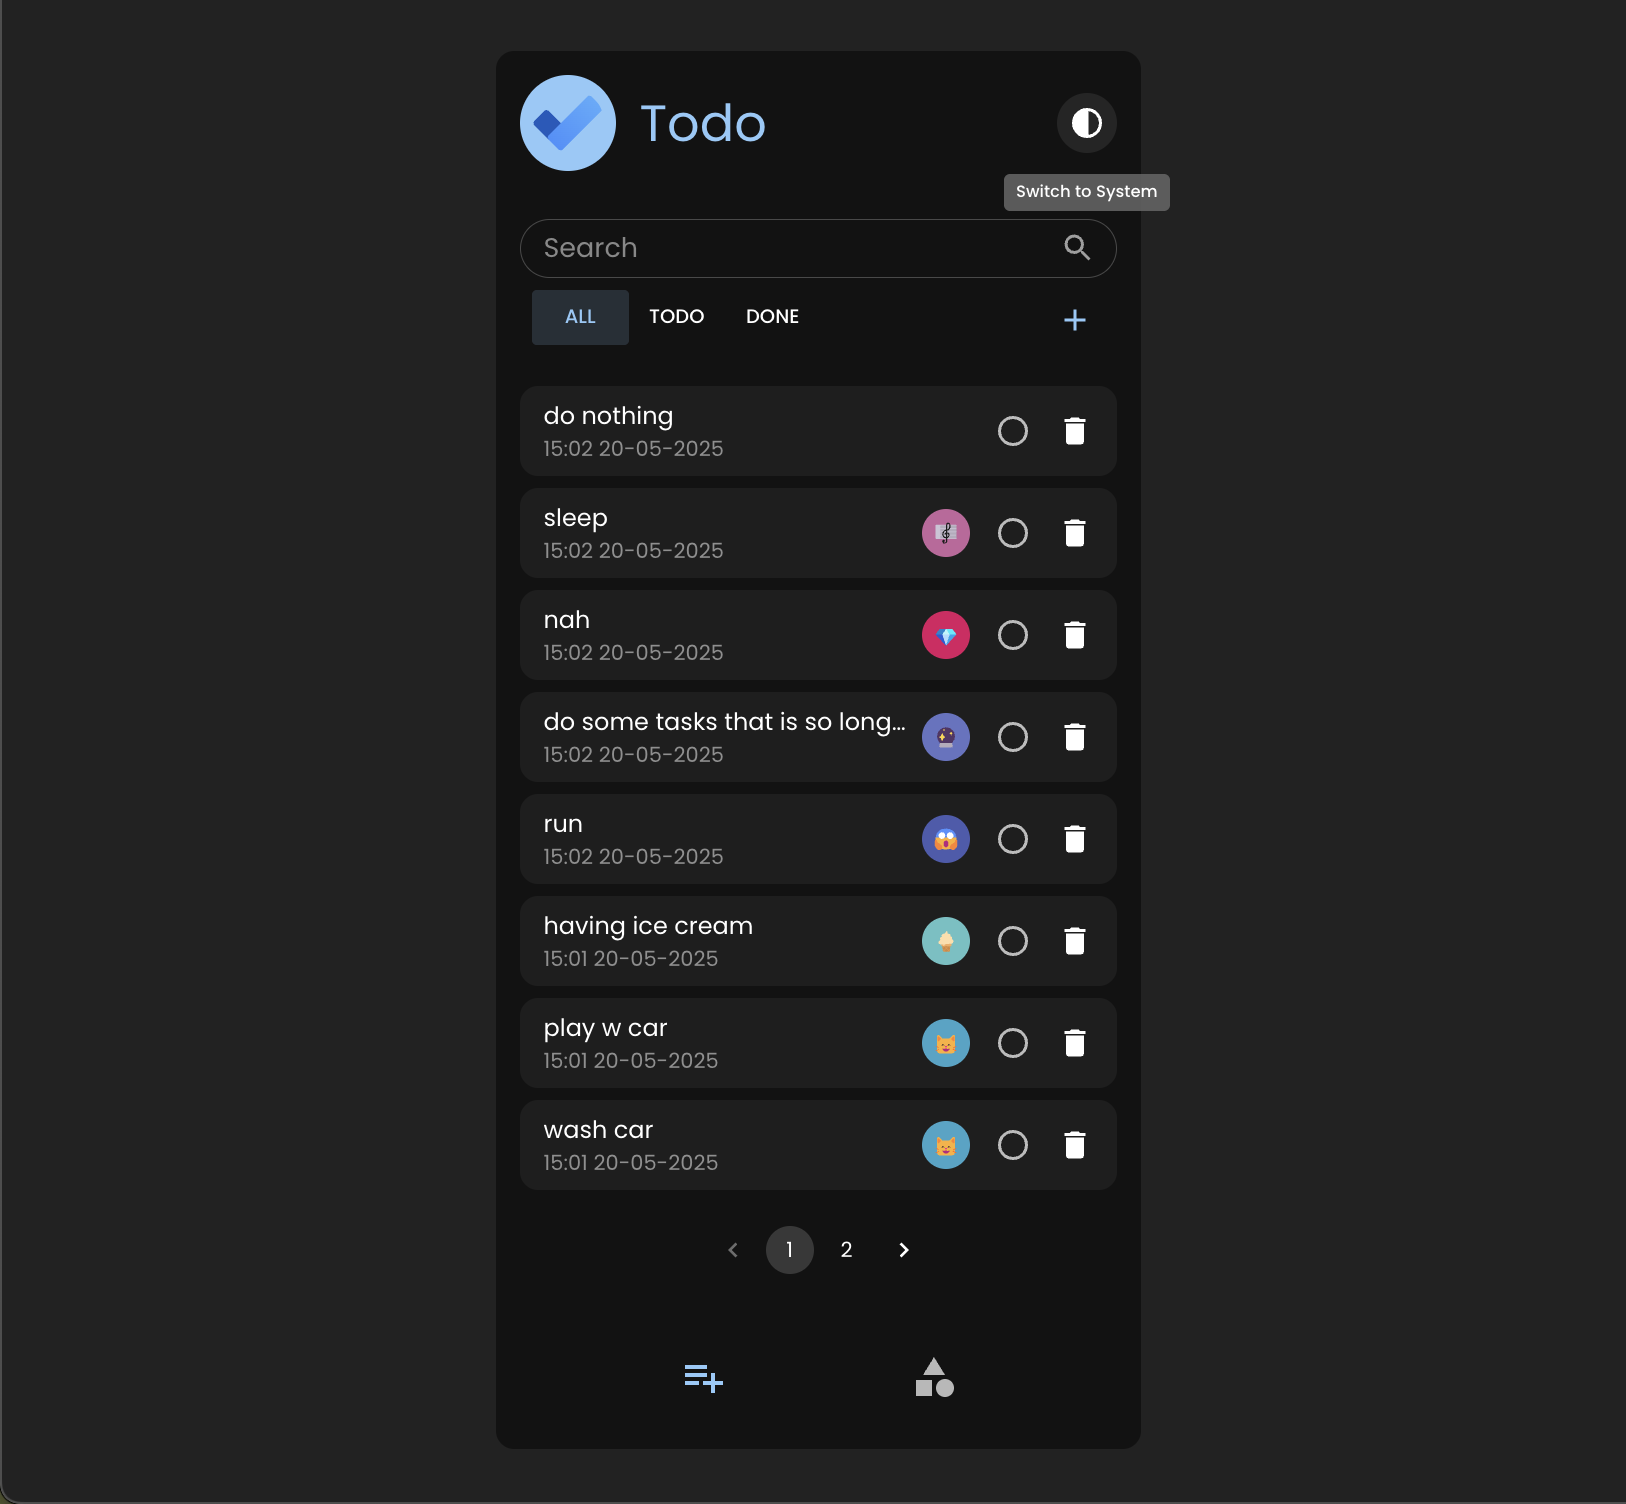 Todo
Switch to System
Search
ALL TODO DONE
do nothing
15:02 20-05-2025
sleep
15:02 20-05-2025
nah
15:02 20-05-2025
do some tasks that is so long...
15:02 20-05-2025
run
15:02 20-05-2025
having ice cream
15:01 20-05-2025
play w car
15:01 20-05-2025
wash car
15:01 20-05-2025
1 2